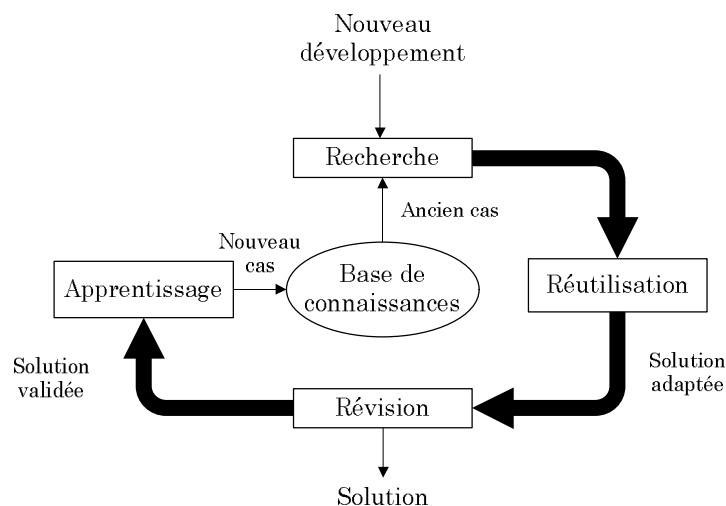 Nouveau
développement
Recherche
Ancien cas
Nouveau
cas
Apprentissage
Base de
connaissances
Réutilisation
Solution
validée
Solution
adaptée
Révision
Solution